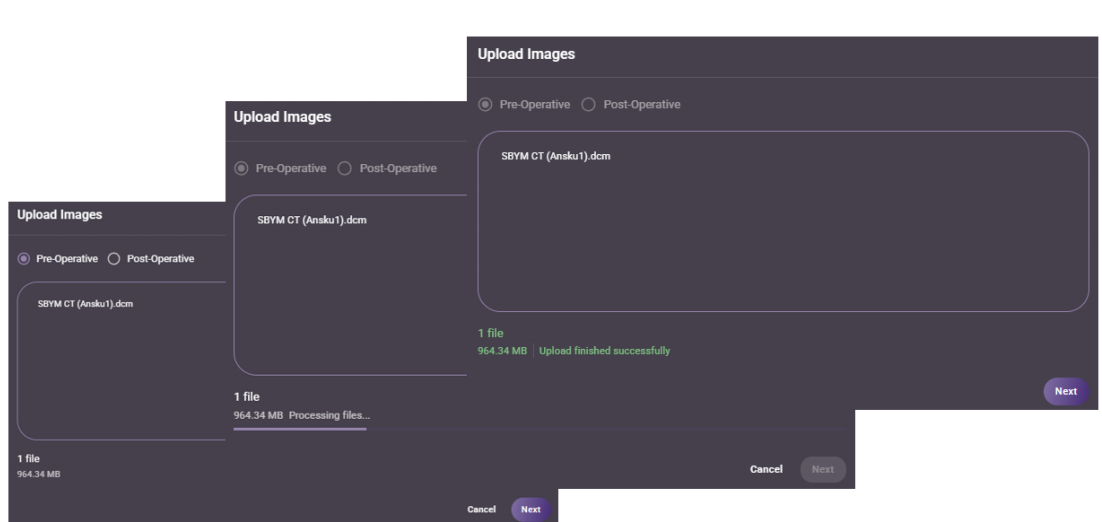 Upload Images
Pre-Operative Post-Operative
SBYM CT (Ansku1).dcm
1 file
964.34 MB
Cancel Next
Upload Images
Pre-Operative Post-Operative
SBYM CT (Ansku1).dcm
1 file
964.34 MB Processing files...
Cancel Next
Upload Images
Pre-Operative Post-Operative
SBYM CT (Ansku1).dcm
1 file
964.34 MB Upload finished successfully
Next